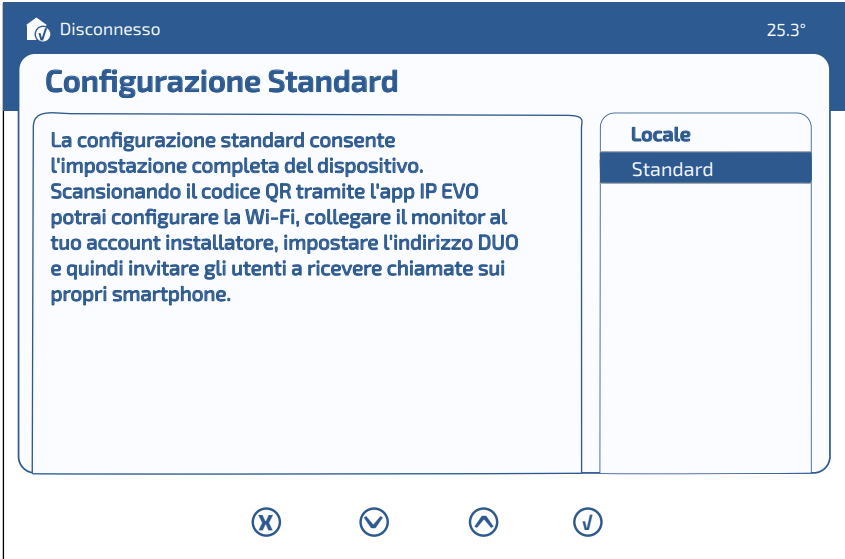 Disconnesso
25.3°
Configurazione Standard
La configurazione standard consente
l'impostazione completa del dispositivo.
Scansionando il codice QR tramite l'app IP EVO
potrai configurare la Wi-Fi, collegare il monitor al
tuo account installatore, impostare l'indirizzo DUO
e quindi invitare gli utenti a ricevere chiamate sui
propri smartphone.
Locale
Standard